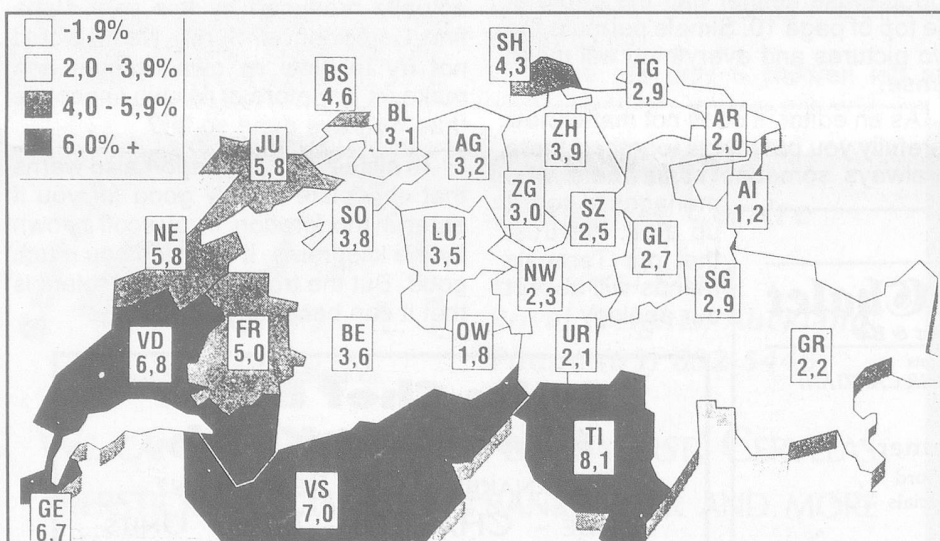 -1,9%
2,0 - 3,9%
4,0 - 5,9%
6,0% +
BS
4,6
SH
4,3
TG
2,9
BL
3,1
JU
5,8
AG
3,2
ZH
3,9
AR
2,0
AI
1,2
NE
5,8
SO
3,8
LU
3,5
ZG
3,0
SZ
2,5
GL
2,7
NW
2,3
SG
2,9
VD
6,8
FR
5,0
BE
3,6
OW
1,8
UR
2,1
GR
2,2
GE
6,7
VS
7,0
TI
8,1